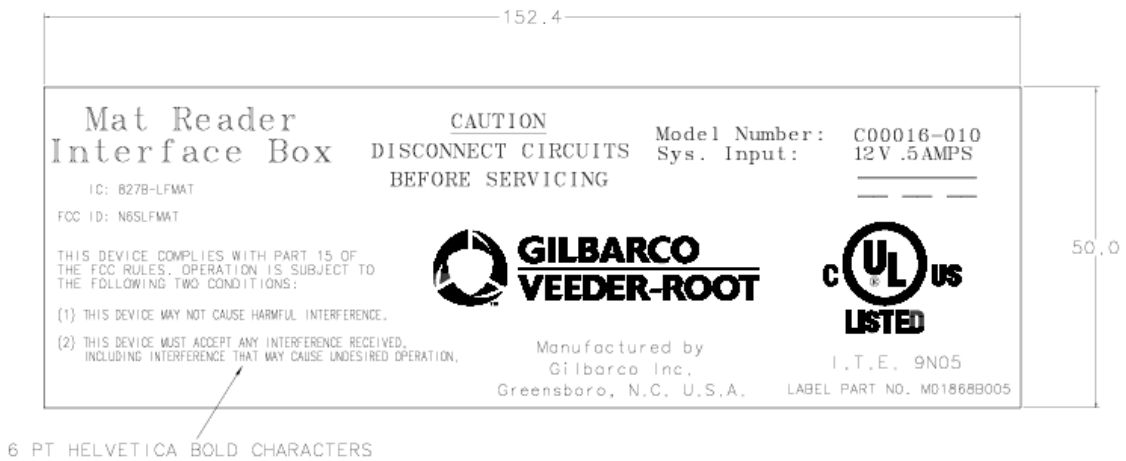 152.4
Mat Reader
Interface Box
IC: 827B-LFMAT
FCC ID: N6SLFMAT
THIS DEVICE COMPLIES WITH PART 15 OF
THE FCC RULES. OPERATION IS SUBJECT TO
THE FOLLOWING TWO CONDITIONS:
(1) THIS DEVICE MAY NOT CAUSE HARMFUL INTERFERENCE.
(2) THIS DEVICE MUST ACCEPT ANY INTERFERENCE RECEIVED,
INCLUDING INTERFERENCE THAT MAY CAUSE UNDESIRED OPERATION.
CAUTION
DISCONNECT CIRCUITS
BEFORE SERVICING
Model Number: C00016-010
Sys. Input: 12V .5AMPS
GILBARCO
VEEDER-ROOT
™
Manufactured by
Gilbarco Inc.
Greensboro, N.C. U.S.A.
C UL® US
LISTED
I.T.E. 9N05
LABEL PART NO. M01868B005
50.0
6 PT HELVETICA BOLD CHARACTERS